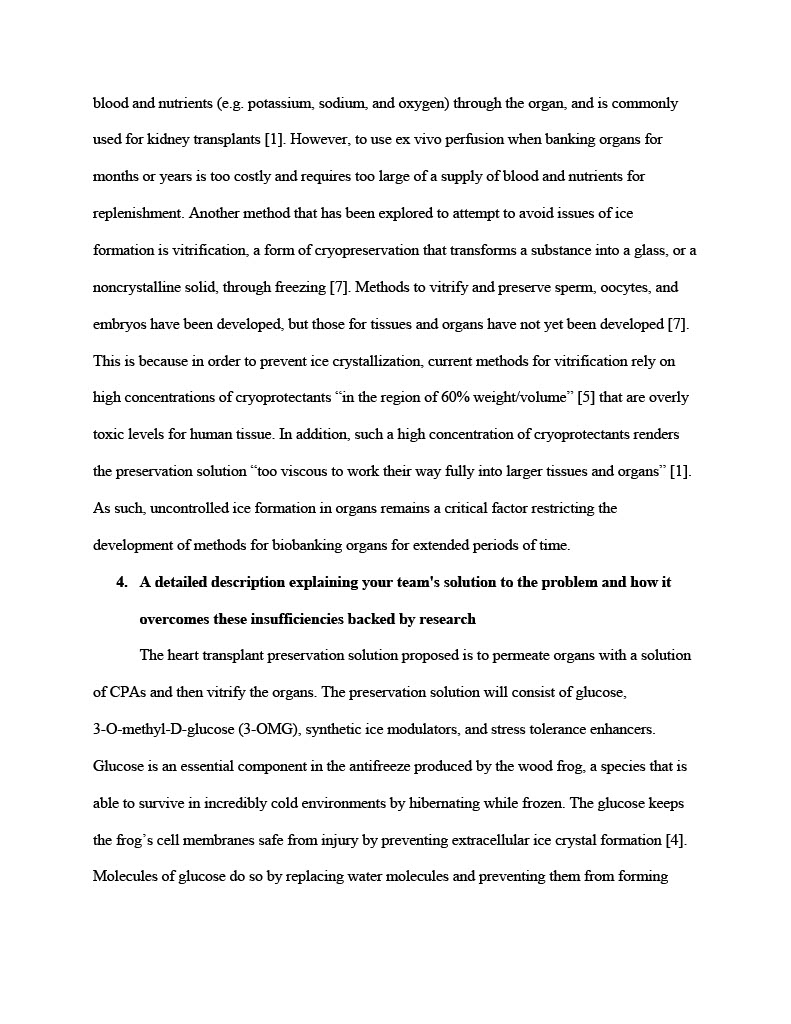 blood and nutrients (e.g. potassium, sodium, and oxygen) through the organ, and is commonly
used for kidney transplants [1]. However, to use ex vivo perfusion when banking organs for
months or years is too costly and requires too large of a supply of blood and nutrients for
replenishment. Another method that has been explored to attempt to avoid issues of ice
formation is vitrification, a form of cryopreservation that transforms a substance into a glass, or a
noncrystalline solid, through freezing [7]. Methods to vitrify and preserve sperm, oocytes, and
embryos have been developed, but those for tissues and organs have not yet been developed [7].
This is because in order to prevent ice crystallization, current methods for vitrification rely on
high concentrations of cryoprotectants “in the region of 60% weight/volume” [5] that are overly
toxic levels for human tissue. In addition, such a high concentration of cryoprotectants renders
the preservation solution “too viscous to work their way fully into larger tissues and organs” [1].
As such, uncontrolled ice formation in organs remains a critical factor restricting the
development of methods for biobanking organs for extended periods of time.
4. A detailed description explaining your team's solution to the problem and how it
overcomes these insufficiencies backed by research
The heart transplant preservation solution proposed is to permeate organs with a solution
of CPAs and then vitrify the organs. The preservation solution will consist of glucose,
3-O-methyl-D-glucose (3-OMG), synthetic ice modulators, and stress tolerance enhancers.
Glucose is an essential component in the antifreeze produced by the wood frog, a species that is
able to survive in incredibly cold environments by hibernating while frozen. The glucose keeps
the frog’s cell membranes safe from injury by preventing extracellular ice crystal formation [4].
Molecules of glucose do so by replacing water molecules and preventing them from forming